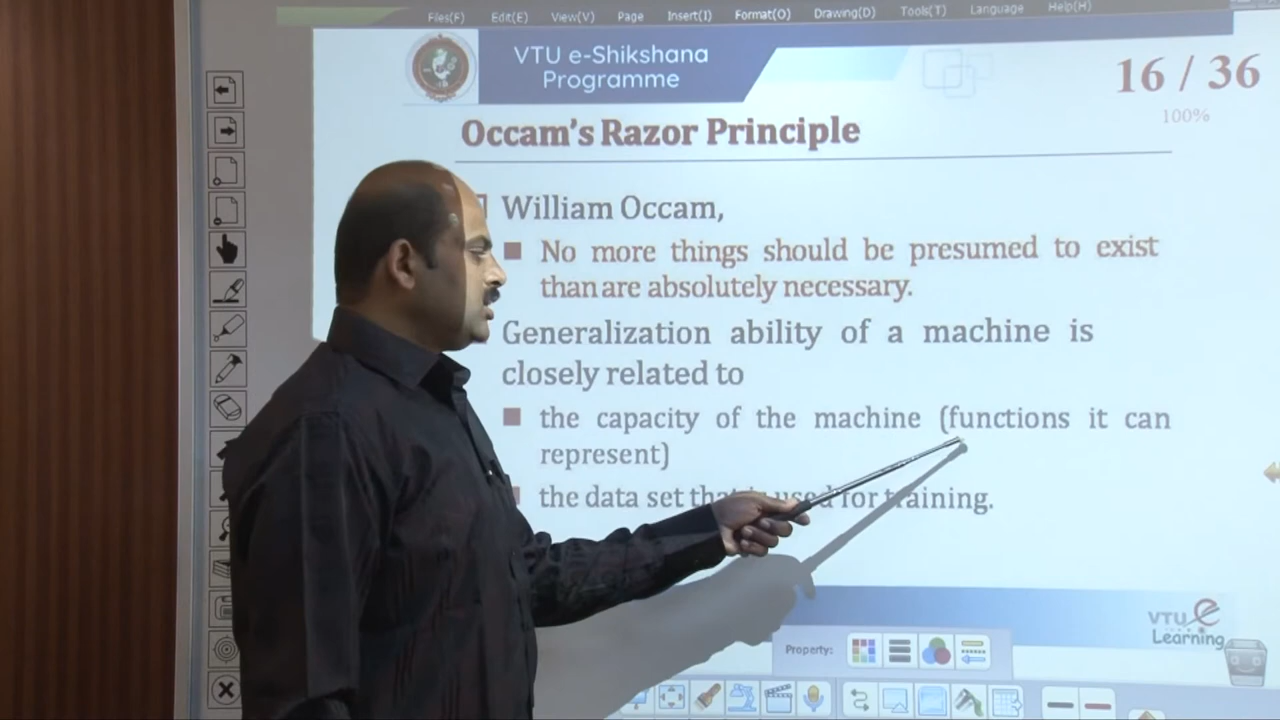 Files(F) Edit(E) View(V) Page Insert(I) Format(O) Drawing(D) Tools(T) Language Help(H)
VTU e-Shikshana
Programme
16 / 36
100%
Occam's Razor Principle
William Occam,
No more things should be presumed to exist
than are absolutely necessary.
Generalization ability of a machine is
closely related to
the capacity of the machine (functions it can
represent)
the data set that is used for training.
VTU e
Learning
Property: